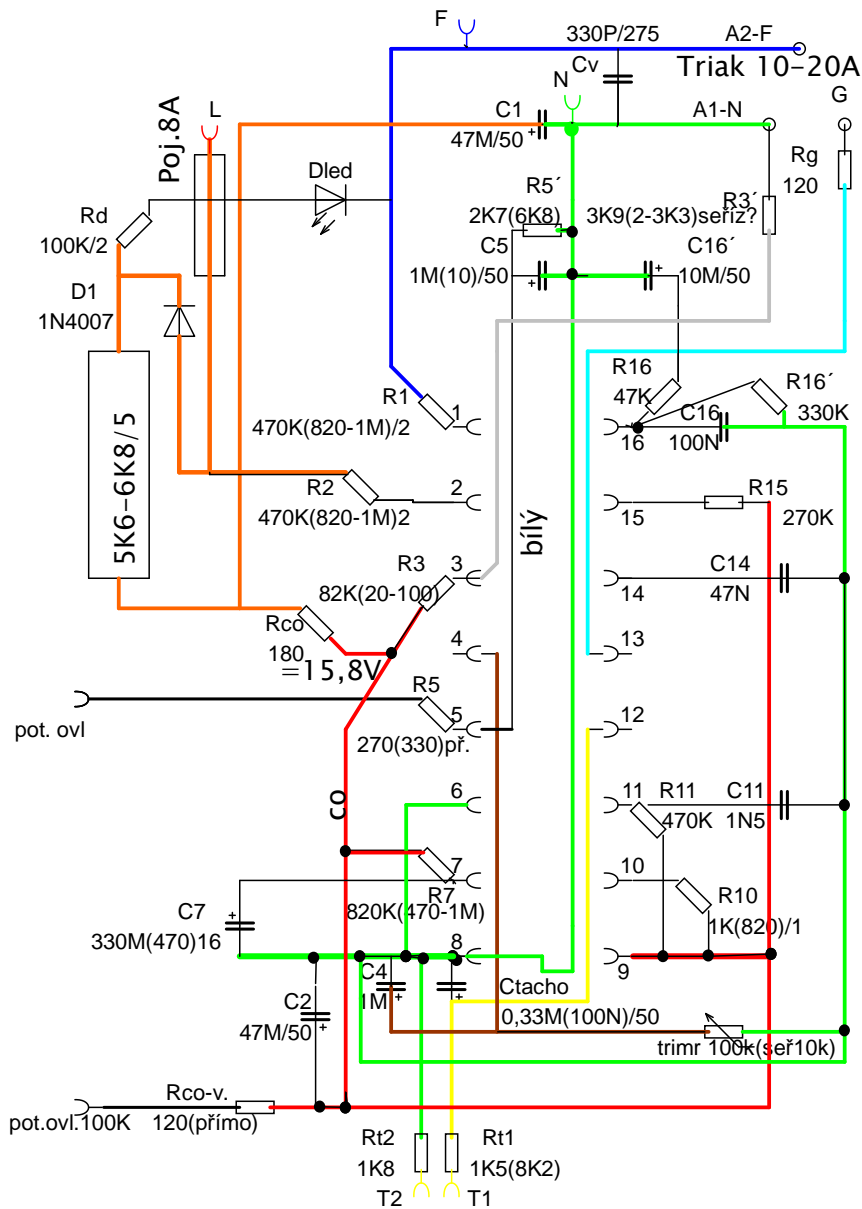 F
330P/275
A2-F
Cv
Triak 10-20A
Poj.8A
L
N
G
C1
47M/50
A1-N
Dled
Rg
120
Rd
100K/2
R5´
2K7(6K8)
3K9(2-3K3)seříz?
R3´
C5
1M(10)/50
C16´
10M/50
D1
1N4007
R1
470K(820-1M)/2
1
R16
47K
R16´
330K
C16
100N
16
5K6-6K8/5
R2
470K(820-1M)2
2
bílý
15
R15
270K
R3
82K(20-100)
3
14
C14
47N
Rco
180
=15,8V
4
13
pot. ovl
R5
270(330)př.
5
12
co
6
11
R11
470K
C11
1N5
7
R7
820K(470-1M)
10
R10
1K(820)/1
C7
330M(470)16
8
9
C4
1M
Ctacho
0,33M(100N)/50
C2
47M/50
trimr 100k(seř10k)
Rco-v.
120(přímo)
pot.ovl.100K
Rt2
1K8
Rt1
1K5(8K2)
T2
T1